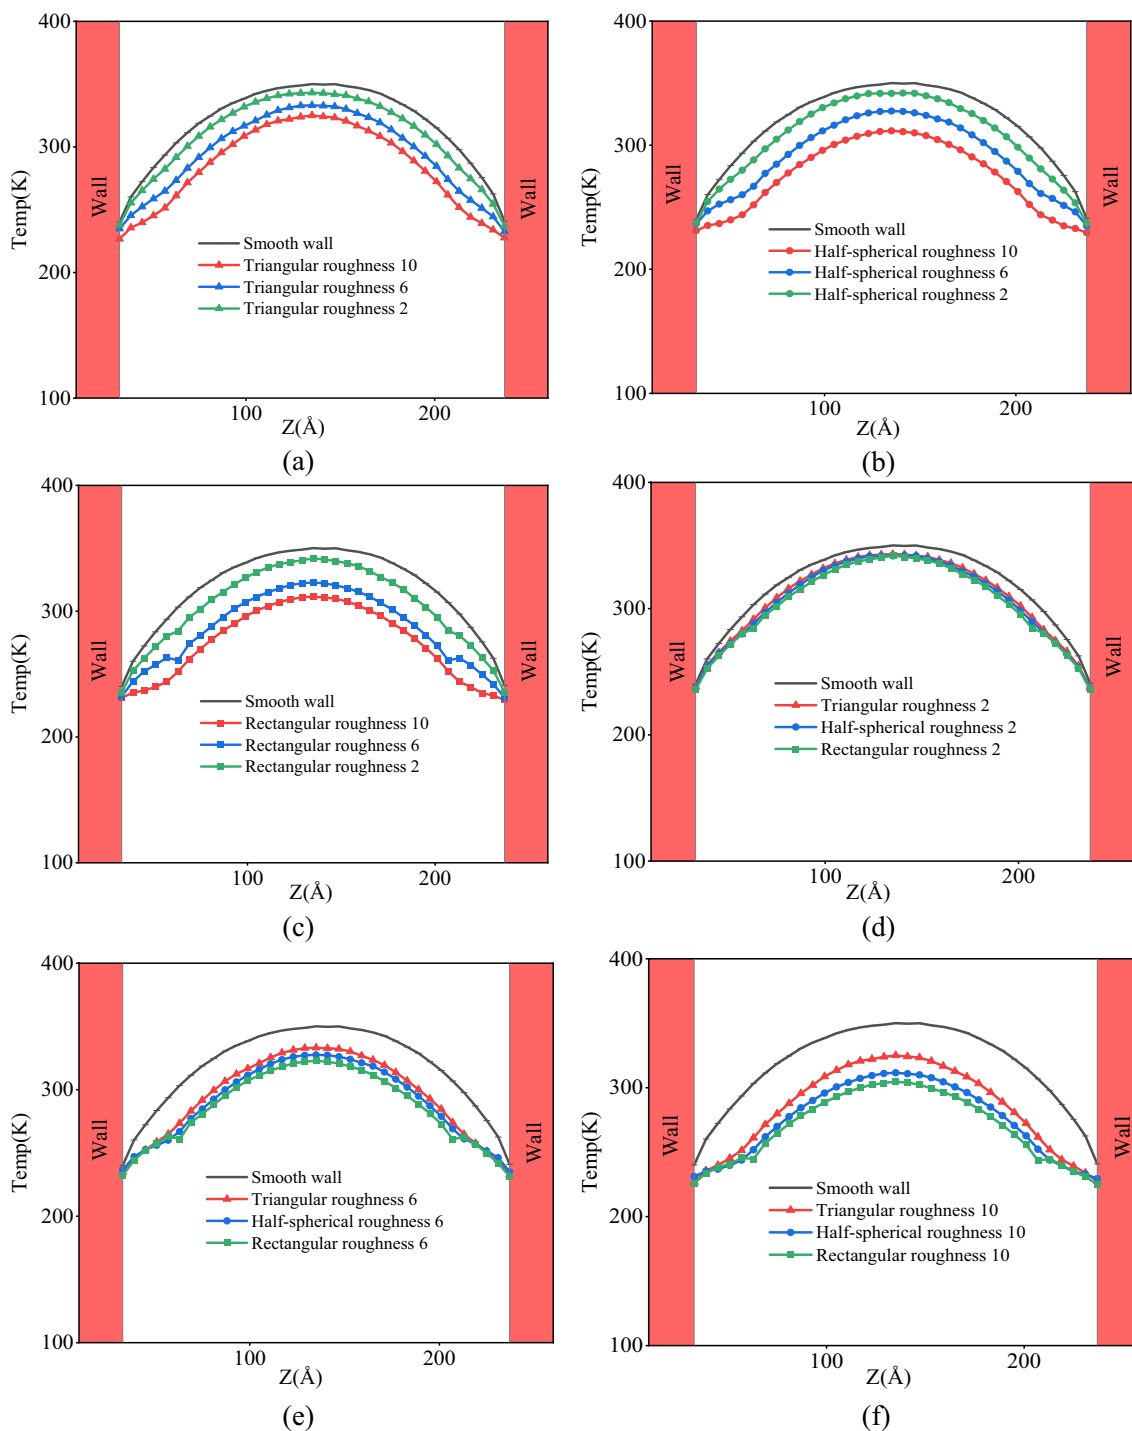 400
300
200
100
Temp(K)
Wall
Wall
Smooth wall
Triangular roughness 10
Triangular roughness 6
Triangular roughness 2
100
200
Z(Å)
(a)
400
300
200
100
Temp(K)
Wall
Wall
Smooth wall
Half-spherical roughness 10
Half-spherical roughness 6
Half-spherical roughness 2
100
200
Z(Å)
(b)
400
300
200
100
Temp(K)
Wall
Wall
Smooth wall
Rectangular roughness 10
Rectangular roughness 6
Rectangular roughness 2
100
200
Z(Å)
(c)
400
300
200
100
Temp(K)
Wall
Wall
Smooth wall
Triangular roughness 2
Half-spherical roughness 2
Rectangular roughness 2
100
200
Z(Å)
(d)
400
300
200
100
Temp(K)
Wall
Wall
Smooth wall
Triangular roughness 6
Half-spherical roughness 6
Rectangular roughness 6
100
200
Z(Å)
(e)
400
300
200
100
Temp(K)
Wall
Wall
Smooth wall
Triangular roughness 10
Half-spherical roughness 10
Rectangular roughness 10
100
200
Z(Å)
(f)